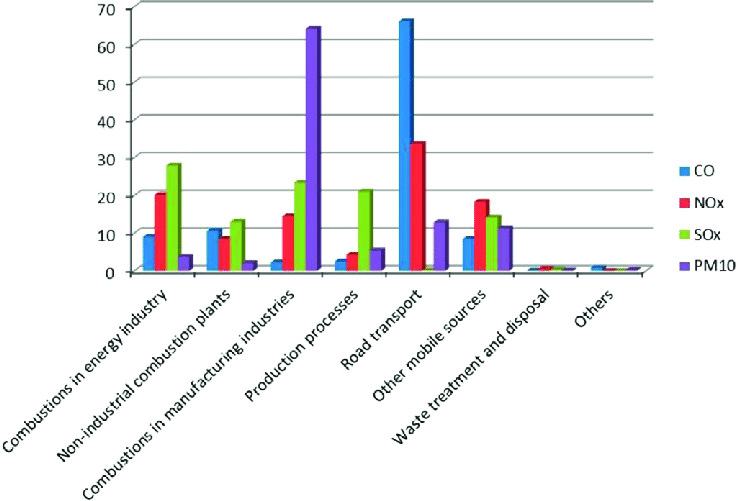 70
60
50
40
30
20
10
0
Combustions in energy industry
Non-industrial combustion plants
Combustions in manufacturing industries
Production processes
Road transport
Other mobile sources
Waste treatment and disposal
Others
CO
NOx
SOx
PM10